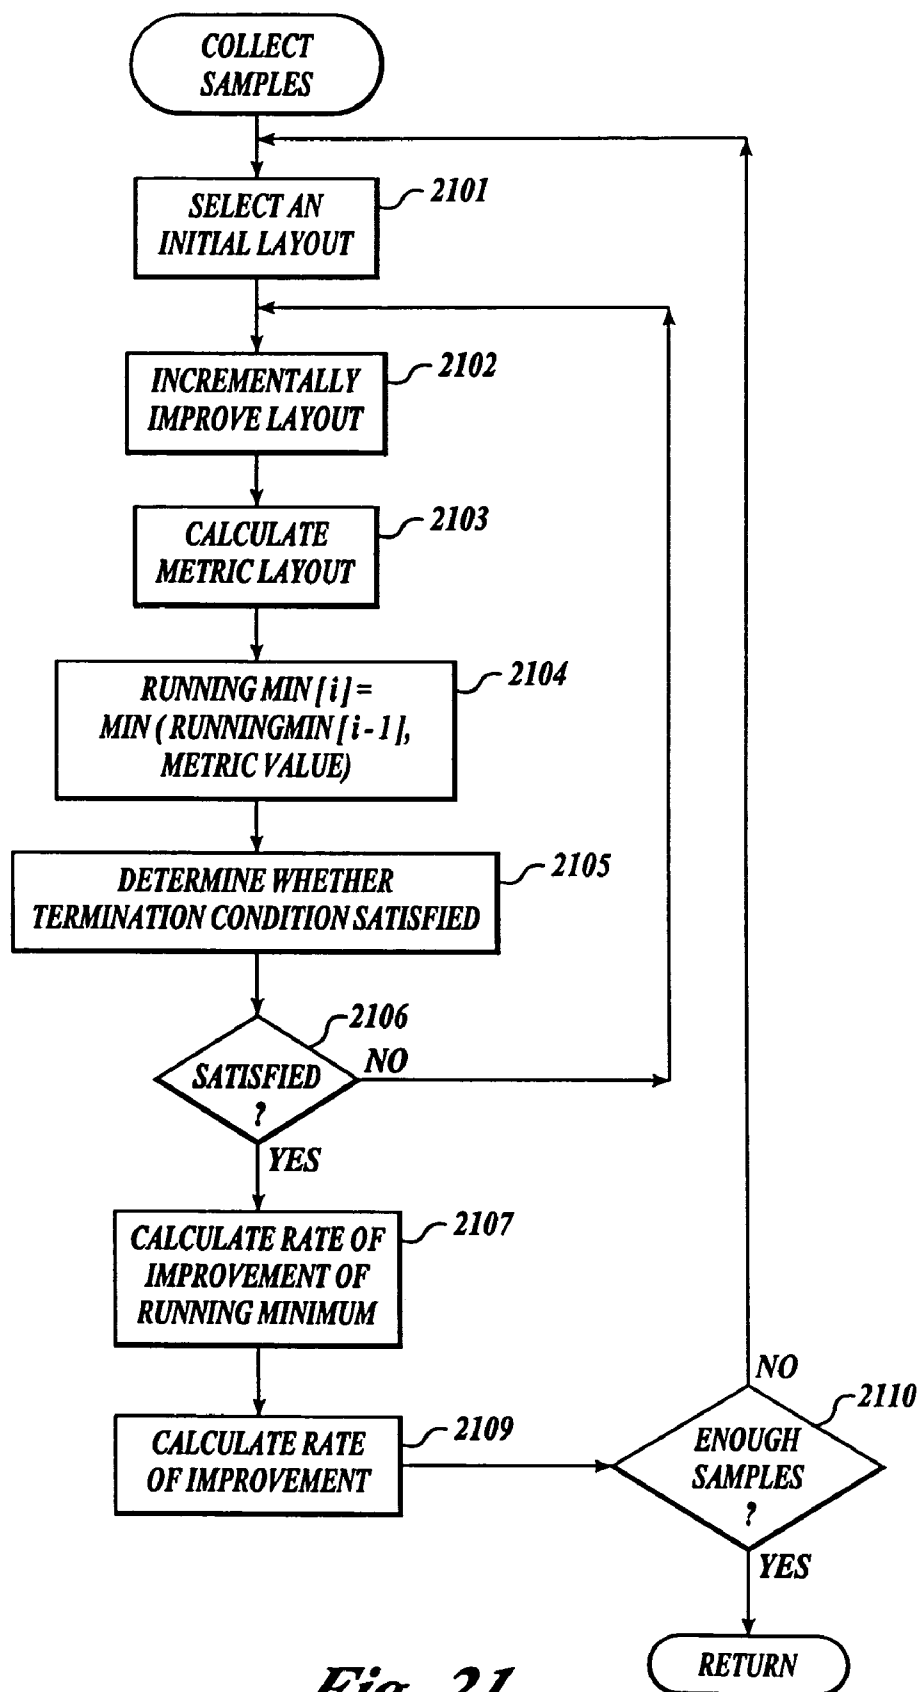 COLLECT
SAMPLES
2101
SELECT AN
INITIAL LAYOUT
2102
INCREMENTALLY
IMPROVE LAYOUT
2103
CALCULATE
METRIC LAYOUT
2104
RUNNING MIN [ i ] =
MIN ( RUNNINGMIN [ i - 1 ],
METRIC VALUE)
2105
DETERMINE WHETHER
TERMINATION CONDITION SATISFIED
2106
SATISFIED
?
NO
YES
2107
CALCULATE RATE OF
IMPROVEMENT OF
RUNNING MINIMUM
2109
CALCULATE RATE
OF IMPROVEMENT
NO
2110
ENOUGH
SAMPLES
?
YES
RETURN
Fig. 21